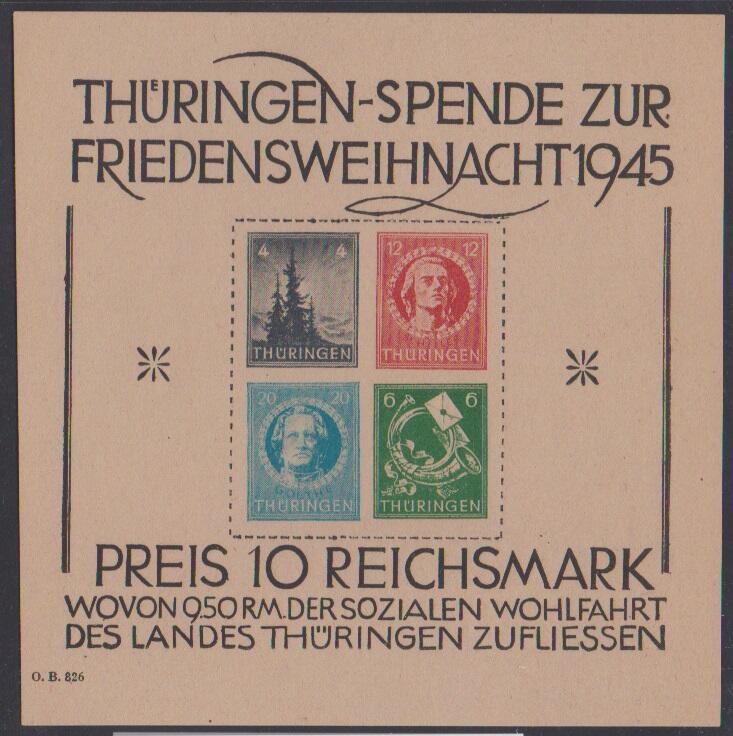 THÜRINGEN-SPENDE ZUR
FRIEDENSWEIHNACHT 1945
4 4
THÜRINGEN
12 12
THÜRINGEN
20 20
GOETHE
THÜRINGEN
6 6
THÜRINGEN
PREIS 10 REICHSMARK
WOVON 9,50 RM. DER SOZIALEN WOHLFAHRT
DES LANDES THÜRINGEN ZUFLIESSEN
O. B. 826